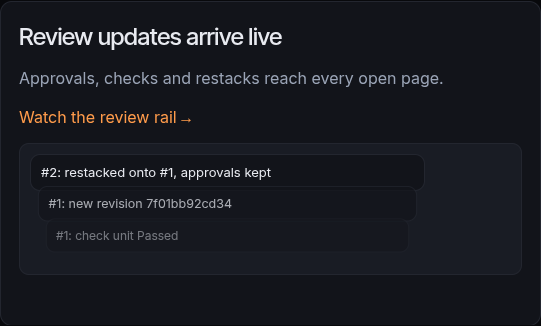 Review updates arrive live
Approvals, checks and restacks reach every open page.
Watch the review rail→
#2: restacked onto #1, approvals kept
#1: new revision 7f01bb92cd34
#1: check unit Passed